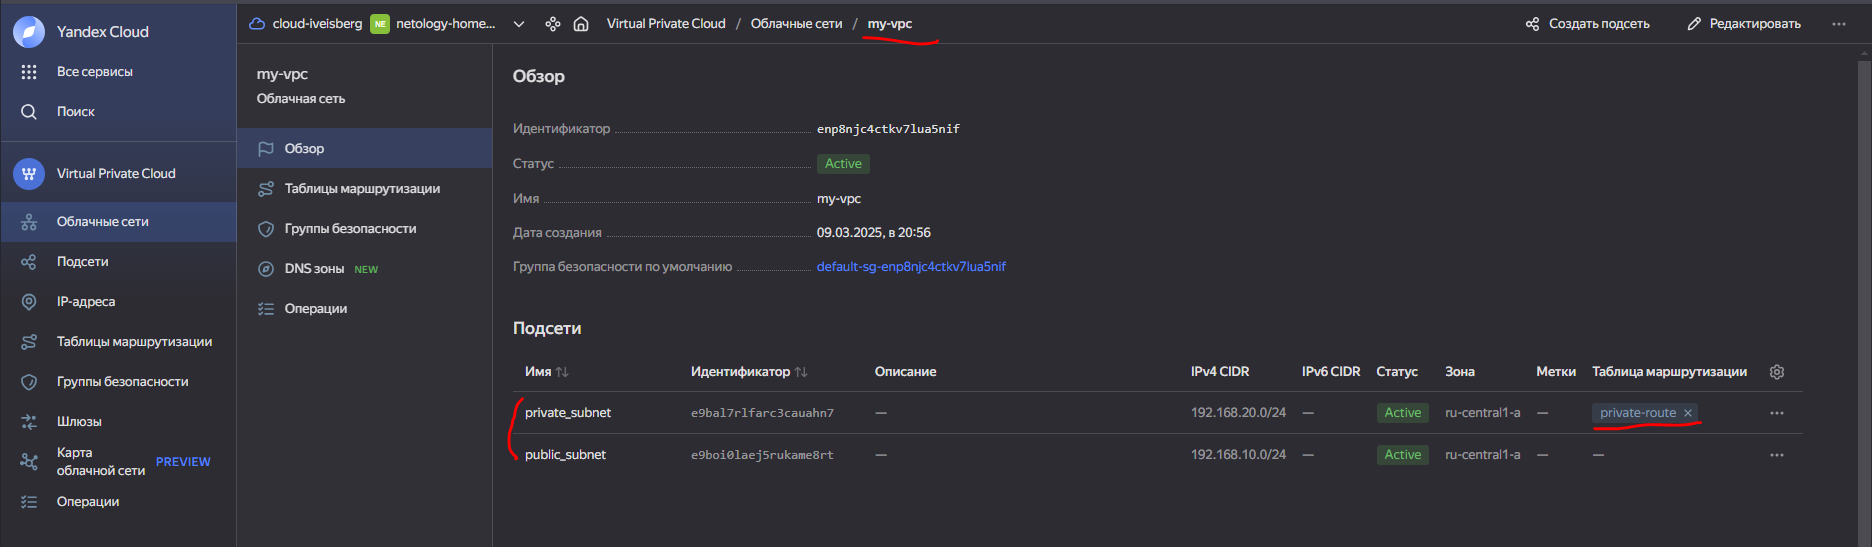 Yandex Cloud
Все сервисы
Поиск
Virtual Private Cloud
Облачные сети
Подсети
IP-адреса
Таблицы маршрутизации
Группы безопасности
Шлюзы
Карта
облачной сети PREVIEW
Операции
cloud-iveisberg NE netology-home... Virtual Private Cloud / Облачные сети / my-vpc Создать подсеть Редактировать
my-vpc
Облачная сеть
Обзор
Таблицы маршрутизации
Группы безопасности
DNS зоны NEW
Операции
Обзор
Идентификатор enp8njc4ctkv7lua5nif
Статус Active
Имя my-vpc
Дата создания 09.03.2025, в 20:56
Группа безопасности по умолчанию default-sg-enp8njc4ctkv7lua5nif
Подсети
Имя Идентификатор Описание IPv4 CIDR IPv6 CIDR Статус Зона Метки Таблица маршрутизации
private_subnet e9bal7rlfarc3cauahn7 — 192.168.20.0/24 — Active ru-central1-a — private-route ×
public_subnet e9boi0laej5rukame8rt — 192.168.10.0/24 — Active ru-central1-a — —